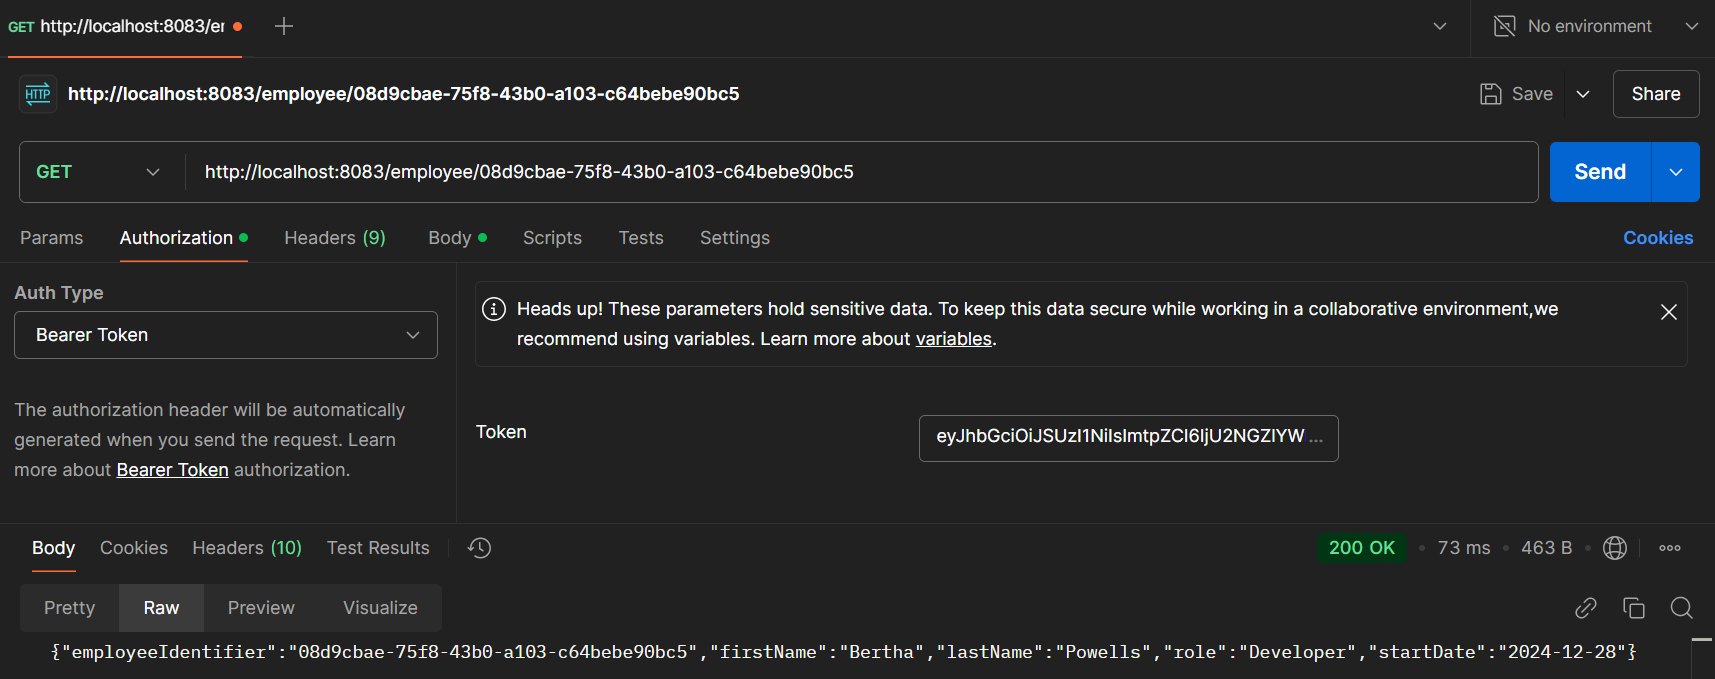 GET http://localhost:8083/er
No environment
HTTP http://localhost:8083/employee/08d9cbae-75f8-43b0-a103-c64bebe90bc5
Save
Share
GET http://localhost:8083/employee/08d9cbae-75f8-43b0-a103-c64bebe90bc5
Send
Params Authorization Headers (9) Body Scripts Tests Settings Cookies
Auth Type
Bearer Token
The authorization header will be automatically
generated when you send the request. Learn
more about Bearer Token authorization.
Heads up! These parameters hold sensitive data. To keep this data secure while working in a collaborative environment,we
recommend using variables. Learn more about variables.
Token eyJhbGciOiJSUzI1NiIsImtpZCI6IjU2NGZlYW ...
Body Cookies Headers (10) Test Results 200 OK 73 ms 463 B
Pretty Raw Preview Visualize
{"employeeIdentifier":"08d9cbae-75f8-43b0-a103-c64bebe90bc5","firstName":"Bertha","lastName":"Powells","role":"Developer","startDate":"2024-12-28"}